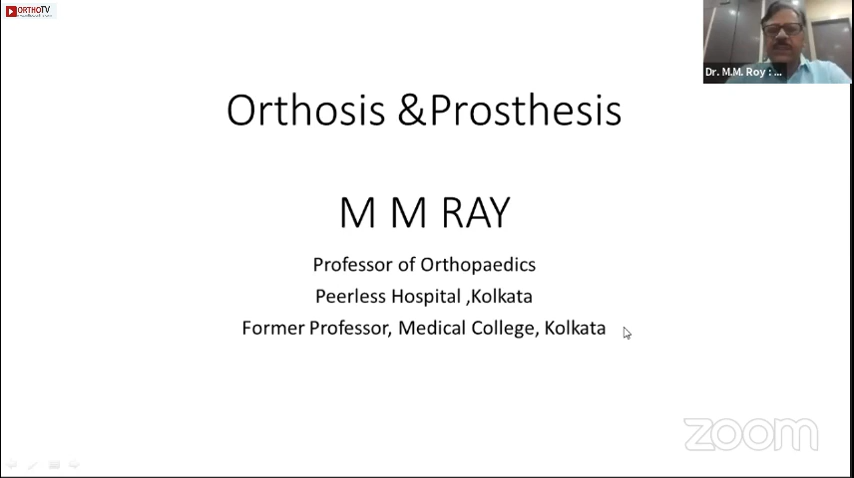 ORTHOTV
Dr. M.M. Roy : ...
Orthosis &Prosthesis
M M RAY
Professor of Orthopaedics
Peerless Hospital ,Kolkata
Former Professor, Medical College, Kolkata
zoom